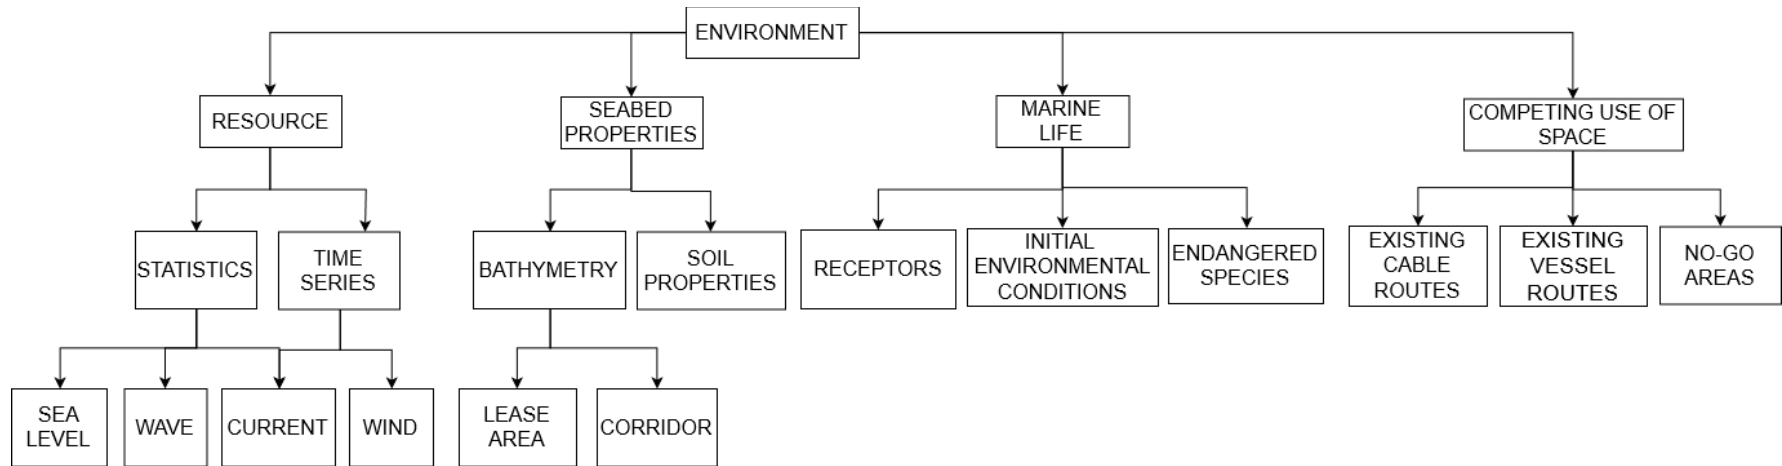 ENVIRONMENT
RESOURCE
SEABED
PROPERTIES
MARINE
LIFE
COMPETING USE OF
SPACE
STATISTICS
TIME
SERIES
BATHYMETRY
SOIL
PROPERTIES
RECEPTORS
INITIAL
ENVIRONMENTAL
CONDITIONS
ENDANGERED
SPECIES
EXISTING
CABLE
ROUTES
EXISTING
VESSEL
ROUTES
NO-GO
AREAS
SEA
LEVEL
WAVE
CURRENT
WIND
LEASE
AREA
CORRIDOR